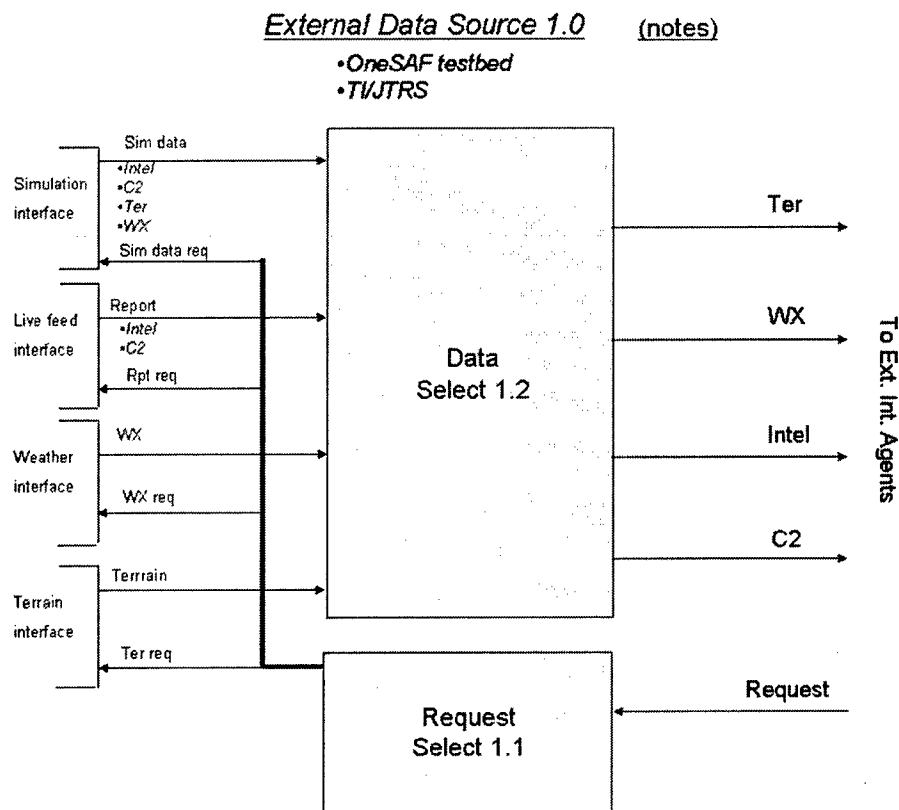 External Data Source 1.0 (notes)
•OneSAF testbed
•TI/JTRS
Simulation
interface
Sim data
•Intel
•C2
•Ter
•WX
Sim data req
Live feed
interface
Report
•Intel
•C2
Rpt req
Weather
interface
WX
WX req
Terrain
interface
Terrrain
Ter req
Data
Select 1.2
Request
Select 1.1
Ter
WX
Intel
C2
Request
To Ext. Int. Agents